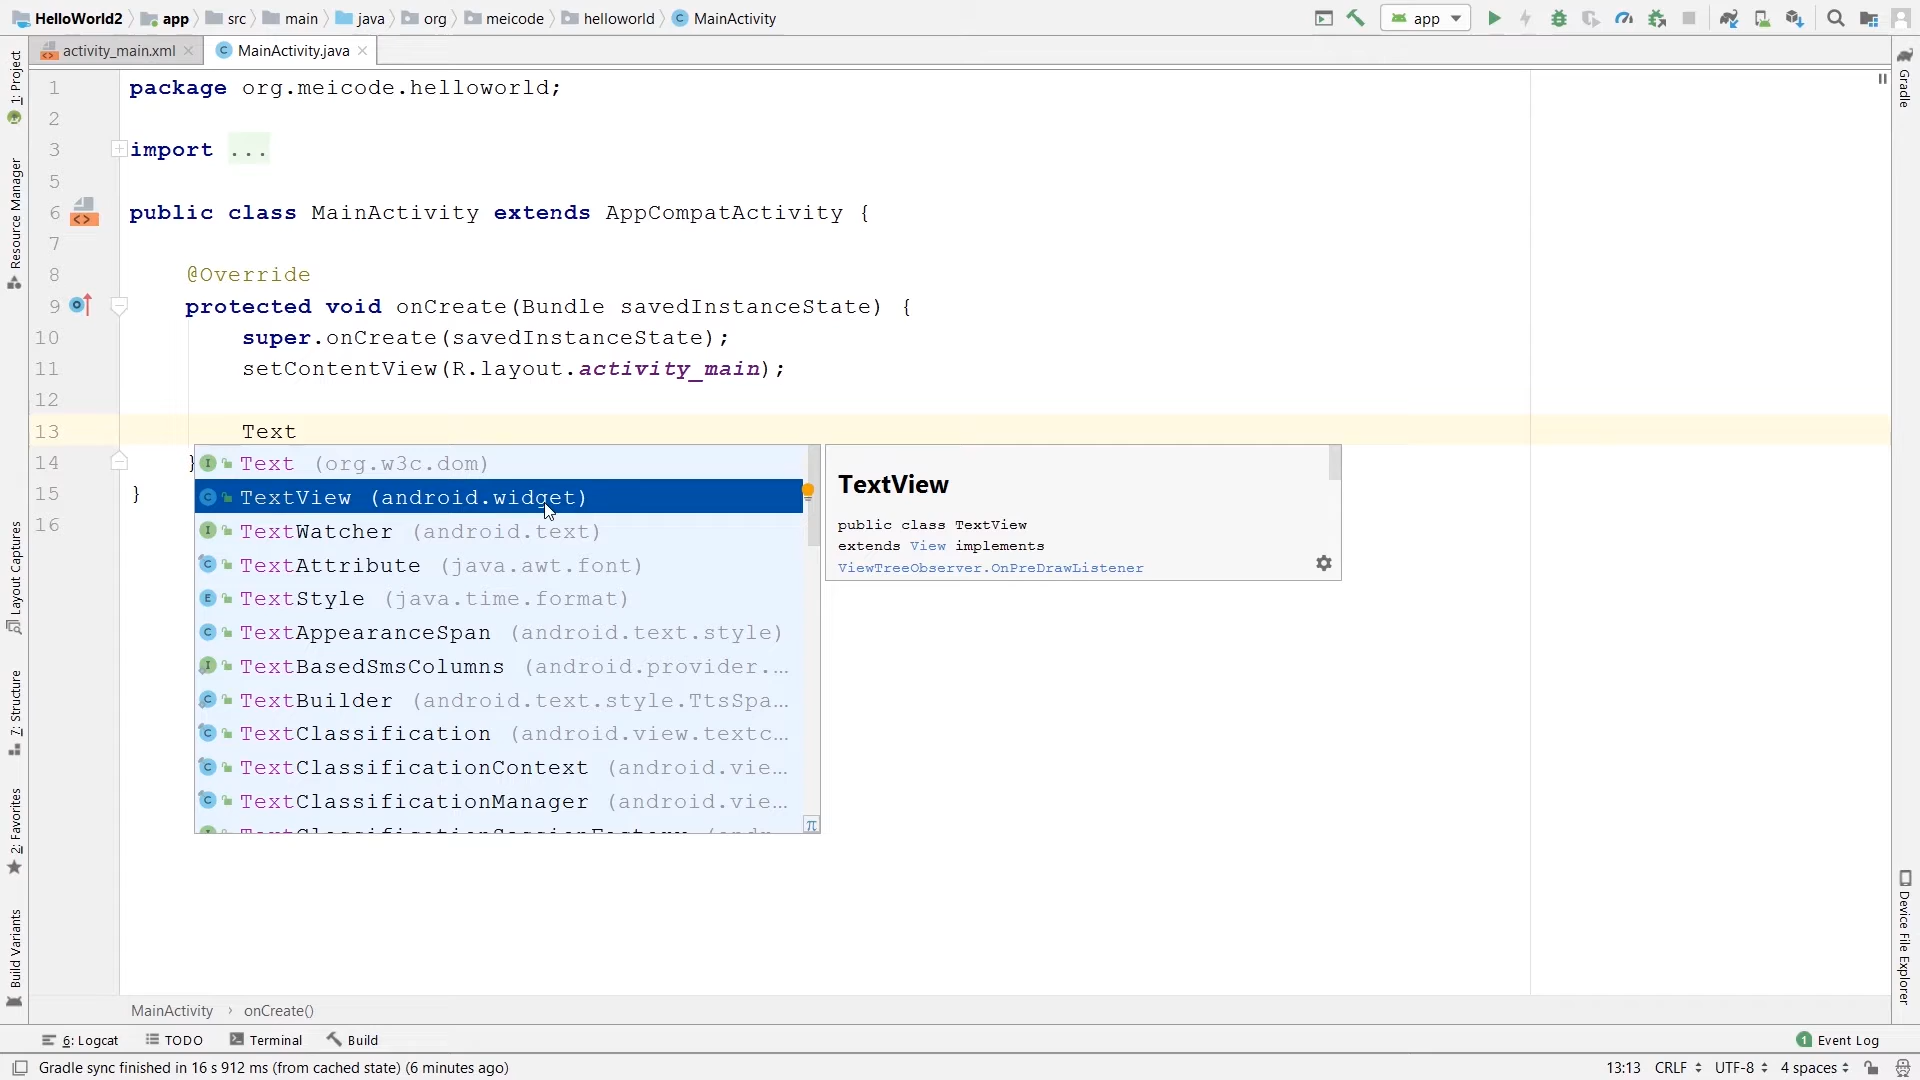 HelloWorld2 app src main java org meicode helloworld MainActivity app
activity_main.xml MainActivity.java
1 package org.meicode.helloworld;
2
3 import ...
5
6 public class MainActivity extends AppCompatActivity {
7
8 @Override
9 protected void onCreate(Bundle savedInstanceState) {
10 super.onCreate(savedInstanceState);
11 setContentView(R.layout.activity_main);
12
13 Text
14 }
15 }
16
Text (org.w3c.dom)
TextView (android.widget)
TextWatcher (android.text)
TextAttribute (java.awt.font)
TextStyle (java.time.format)
TextAppearanceSpan (android.text.style)
TextBasedSmsColumns (android.provider.…
TextBuilder (android.text.style.TtsSpa…
TextClassification (android.view.textc…
TextClassificationContext (android.vie…
TextClassificationManager (android.vie…
π
TextView
public class TextView
extends View implements
ViewTreeObserver.OnPreDrawListener
1: Project
Resource Manager
Layout Captures
7: Structure
2: Favorites
Build Variants
Gradle
Device File Explorer
MainActivity › onCreate()
6: Logcat TODO Terminal Build 1 Event Log
Gradle sync finished in 16 s 912 ms (from cached state) (6 minutes ago) 13:13 CRLF UTF-8 4 spaces